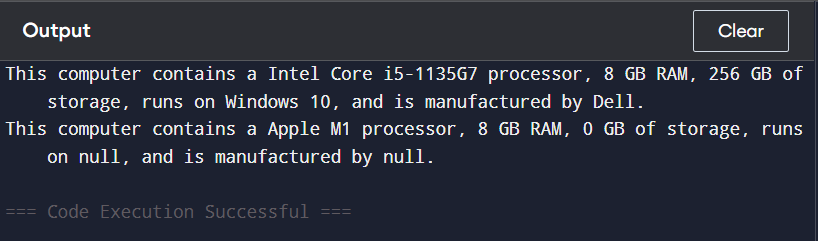 Output
Clear
This computer contains a Intel Core i5-1135G7 processor, 8 GB RAM, 256 GB of
storage, runs on Windows 10, and is manufactured by Dell.
This computer contains a Apple M1 processor, 8 GB RAM, 0 GB of storage, runs
on null, and is manufactured by null.
=== Code Execution Successful ===